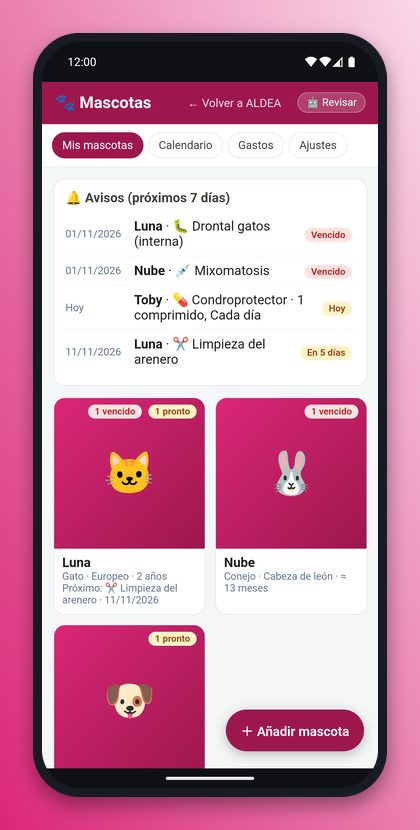 12:00
🐾 Mascotas
← Volver a ALDEA
🤖 Revisar
Mis mascotas
Calendario
Gastos
Ajustes
🔔 Avisos (próximos 7 días)
01/11/2026
Luna · 🐛 Drontal gatos
(interna)
Vencido
01/11/2026
Nube · 💉 Mixomatosis
Vencido
Hoy
Toby · 💊 Condroprotector · 1
comprimido, Cada día
Hoy
11/11/2026
Luna · ✂️ Limpieza del
arenero
En 5 días
1 vencido
1 pronto
Luna
Gato · Europeo · 2 años
Próximo: ✂️ Limpieza del
arenero · 11/11/2026
1 vencido
Nube
Conejo · Cabeza de león · ≈
13 meses
1 pronto
+ Añadir mascota